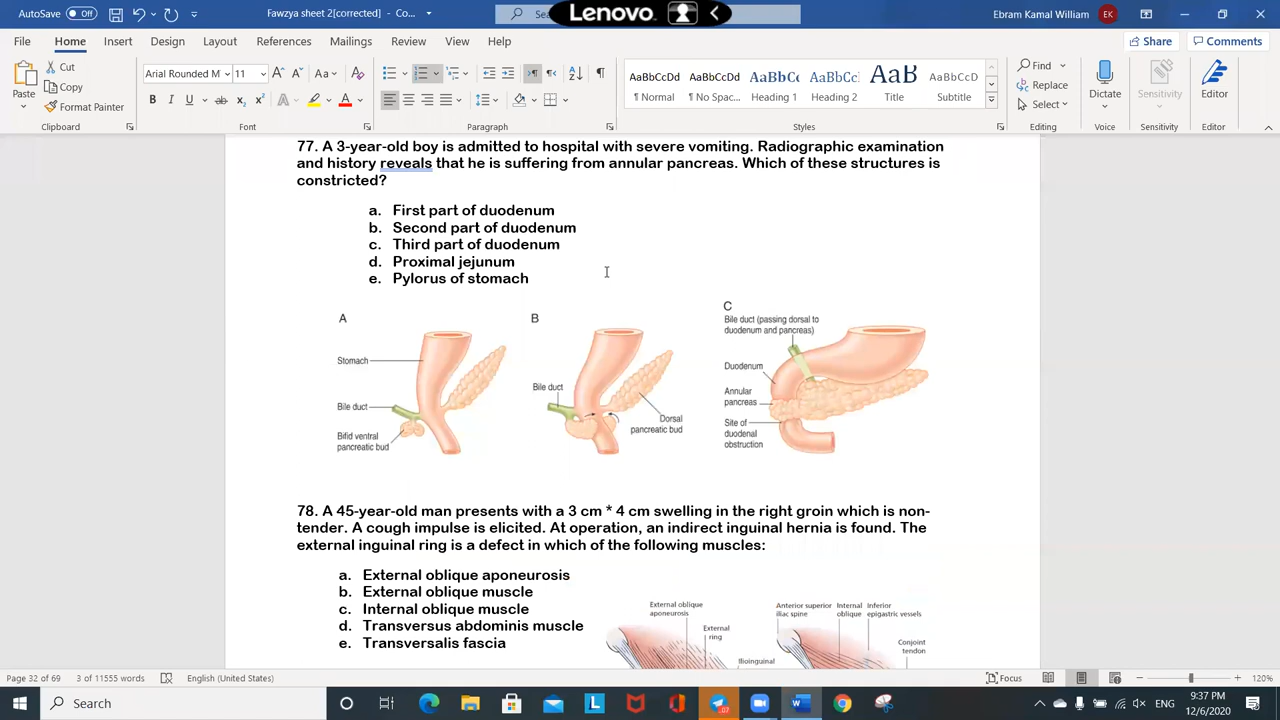 Lenovo
AutoSave Off
Ebram Kamal William EK
File Home Insert Design Layout References Mailings Review View Help
Share Comments
Paste Cut Copy Format Painter
Arial Rounded M 11
B I U ab x₂ x² A A
AaBbCcDd AaBbCcDd AaBbCc AaBbCc AaB AaBbCcD
¶ Normal ¶ No Spac... Heading 1 Heading 2 Title Subtitle
Find Replace Select
Dictate Sensitivity Editor
Clipboard Font Paragraph Styles Editing Voice Sensitivity Editor
77. A 3-year-old boy is admitted to hospital with severe vomiting. Radiographic examination
and history reveals that he is suffering from annular pancreas. Which of these structures is
constricted?
a. First part of duodenum
b. Second part of duodenum
c. Third part of duodenum
d. Proximal jejunum
e. Pylorus of stomach
A
Stomach
Bile duct
Bifid ventral
pancreatic bud
B
Bile duct
Dorsal
pancreatic bud
C
Bile duct (passing dorsal to
duodenum and pancreas)
Duodenum
Annular
pancreas
Site of
duodenal
obstruction
78. A 45-year-old man presents with a 3 cm * 4 cm swelling in the right groin which is non-
tender. A cough impulse is elicited. At operation, an indirect inguinal hernia is found. The
external inguinal ring is a defect in which of the following muscles:
a. External oblique aponeurosis
b. External oblique muscle
c. Internal oblique muscle
d. Transversus abdominis muscle
e. Transversalis fascia
External oblique
aponeurosis
External
ring
Ilioinguinal
Anterior superior
iliac spine
Internal
oblique
Inferior
epigastric vessels
Conjoint
tendon
3 of 11555 words English (United States)
Focus 120%
Search
9:37 PM
12/6/2020